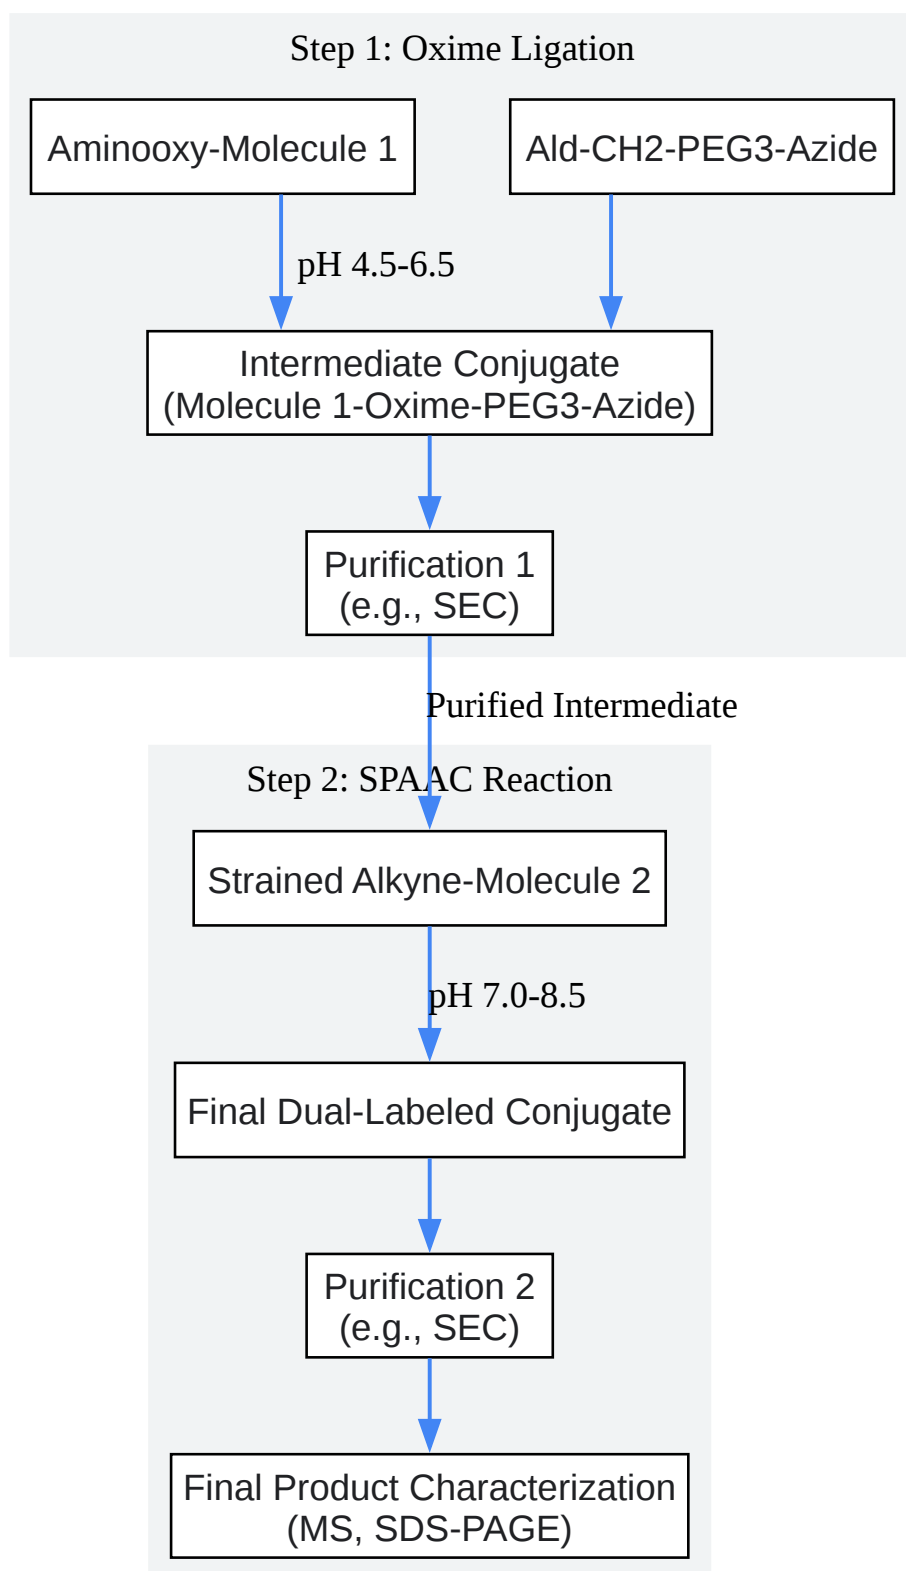 Step 1: Oxime Ligation
Aminooxy-Molecule 1
Ald-CH2-PEG3-Azide
pH 4.5-6.5
Intermediate Conjugate
(Molecule 1-Oxime-PEG3-Azide)
Purification 1
(e.g., SEC)
Purified Intermediate
Step 2: SPAAC Reaction
Strained Alkyne-Molecule 2
pH 7.0-8.5
Final Dual-Labeled Conjugate
Purification 2
(e.g., SEC)
Final Product Characterization
(MS, SDS-PAGE)